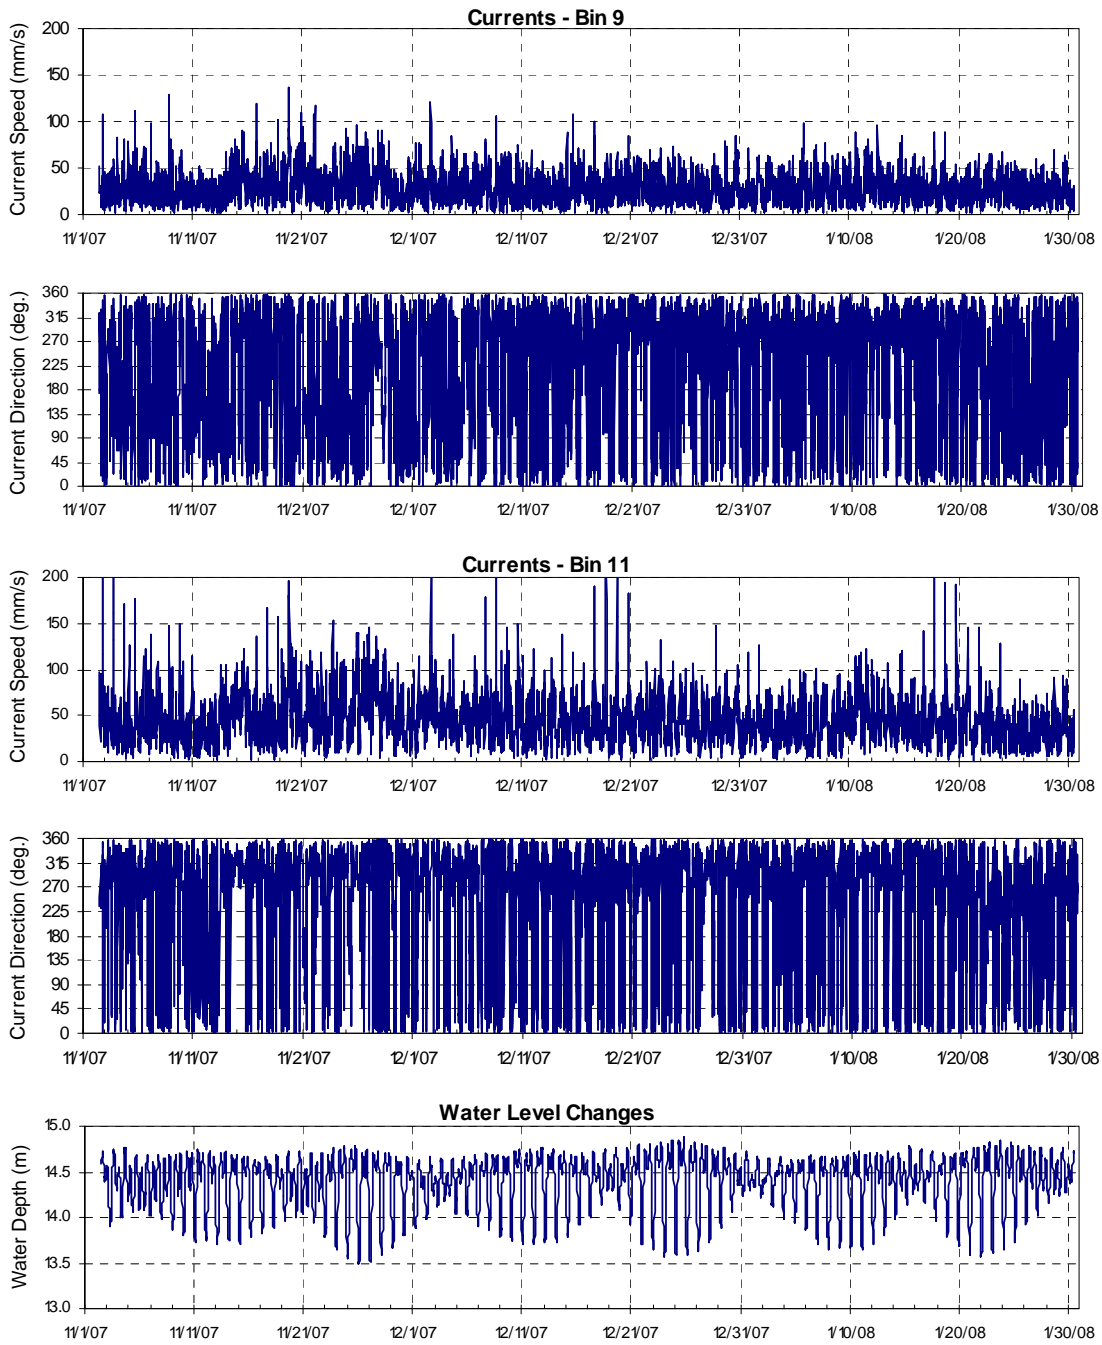 Currents - Bin 9
Current Speed (mm/s)
200
150
100
50
0
11/1/07 11/11/07 11/21/07 12/1/07 12/11/07 12/21/07 12/31/07 1/10/08 1/20/08 1/30/08
Current Direction (deg.)
360
315
270
225
180
135
90
45
0
11/1/07 11/11/07 11/21/07 12/1/07 12/11/07 12/21/07 12/31/07 1/10/08 1/20/08 1/30/08
Currents - Bin 11
Current Speed (mm/s)
200
150
100
50
0
11/1/07 11/11/07 11/21/07 12/1/07 12/11/07 12/21/07 12/31/07 1/10/08 1/20/08 1/30/08
Current Direction (deg.)
360
315
270
225
180
135
90
45
0
11/1/07 11/11/07 11/21/07 12/1/07 12/11/07 12/21/07 12/31/07 1/10/08 1/20/08 1/30/08
Water Level Changes
Water Depth (m)
15.0
14.5
14.0
13.5
13.0
11/1/07 11/11/07 11/21/07 12/1/07 12/11/07 12/21/07 12/31/07 1/10/08 1/20/08 1/30/08